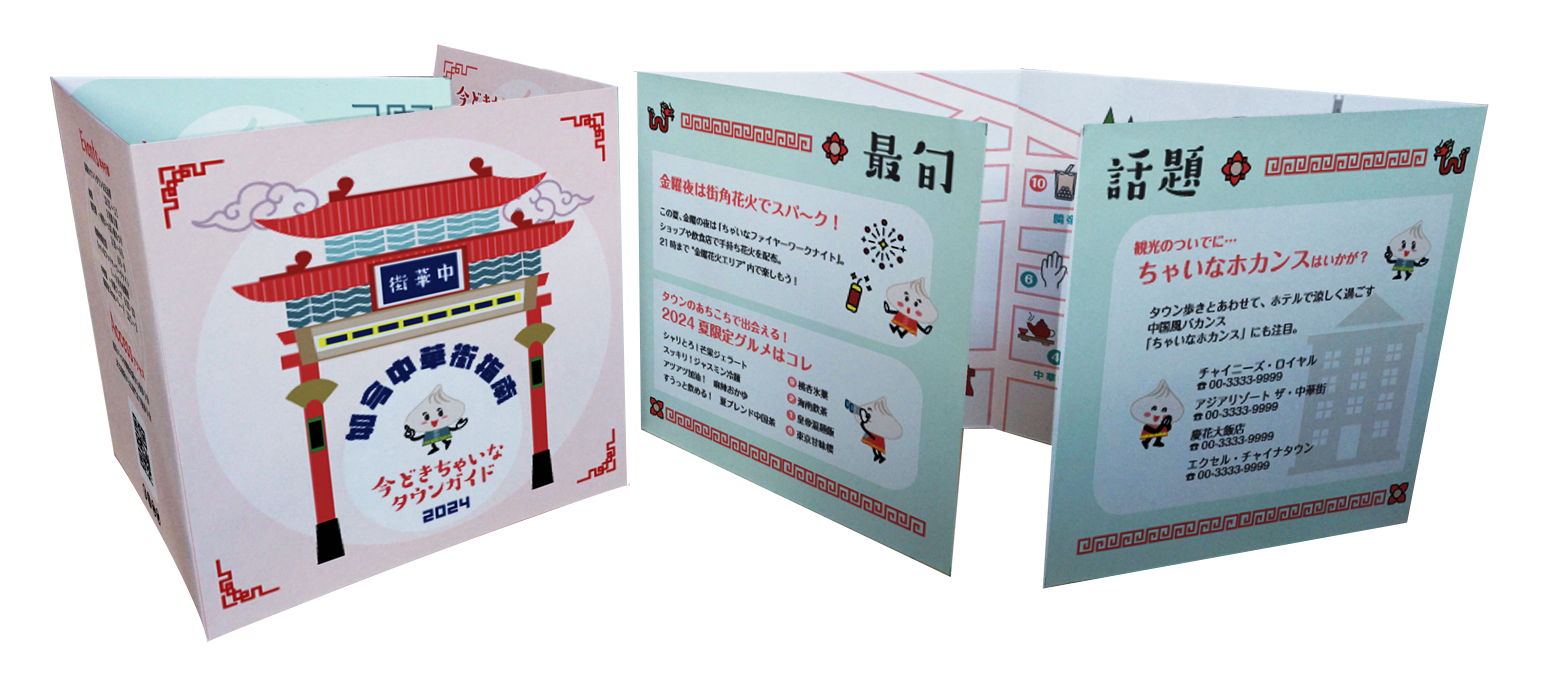 中華街
如今中華街指南
今どきちゃいな
タウンガイド
2024
最旬
金曜夜は街角花火でスパ〜ク！
この夏、金曜の夜は「ちゃいなファイヤーワークナイト」。
ショップや飲食店で手持ち花火を配布。
21時まで“金曜花火エリア”内で楽しもう！
タウンのあちこちで出会える！
2024 夏限定グルメはコレ
シャリとろ！芒果ジェラート
スッキリ！ジャスミン冷麺
アツアツ加油！ 麻辣おかゆ
すうっと飲める！ 夏ブレンド中国茶
桃杏氷菓
海南飲茶
皇帝温麺飯
東京甘味楼
10
6
4
話題
観光のついでに…
ちゃいなホカンスはいかが？
タウン歩きとあわせて、ホテルで涼しく過ごす
中国風バカンス
「ちゃいなホカンス」にも注目。
チャイニーズ・ロイヤル
☎00-3333-9999
アジアリゾート ザ・中華街
☎00-3333-9999
慶花大飯店
☎00-3333-9999
エクセル・チャイナタウン
☎00-3333-9999